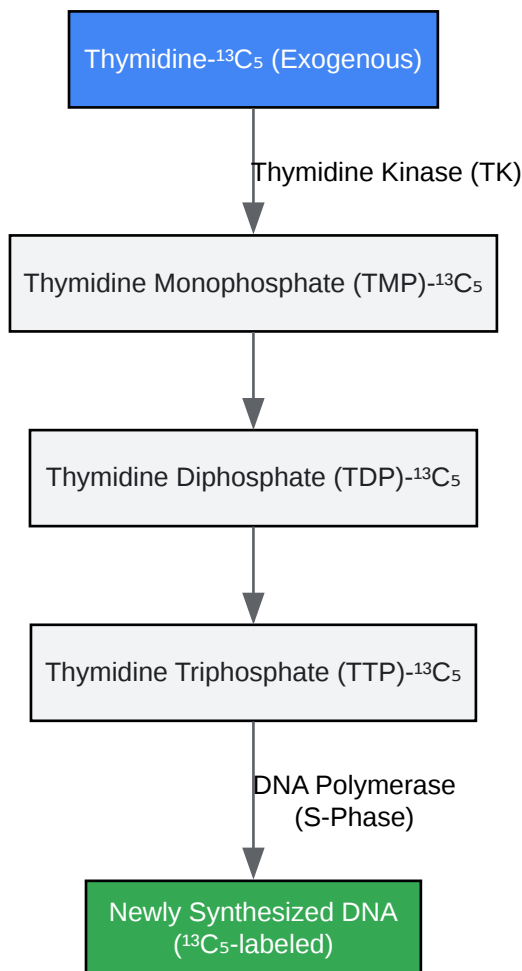 Thymidine-¹³C₅ (Exogenous)
Thymidine Kinase (TK)
Thymidine Monophosphate (TMP)-¹³C₅
Thymidine Diphosphate (TDP)-¹³C₅
Thymidine Triphosphate (TTP)-¹³C₅
DNA Polymerase
(S-Phase)
Newly Synthesized DNA
(¹³C₅-labeled)